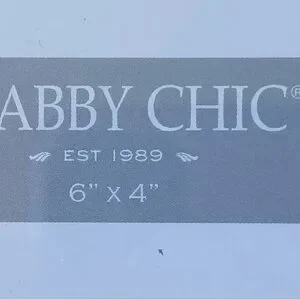 ABBY CHIC®
EST 1989
6" X 4"